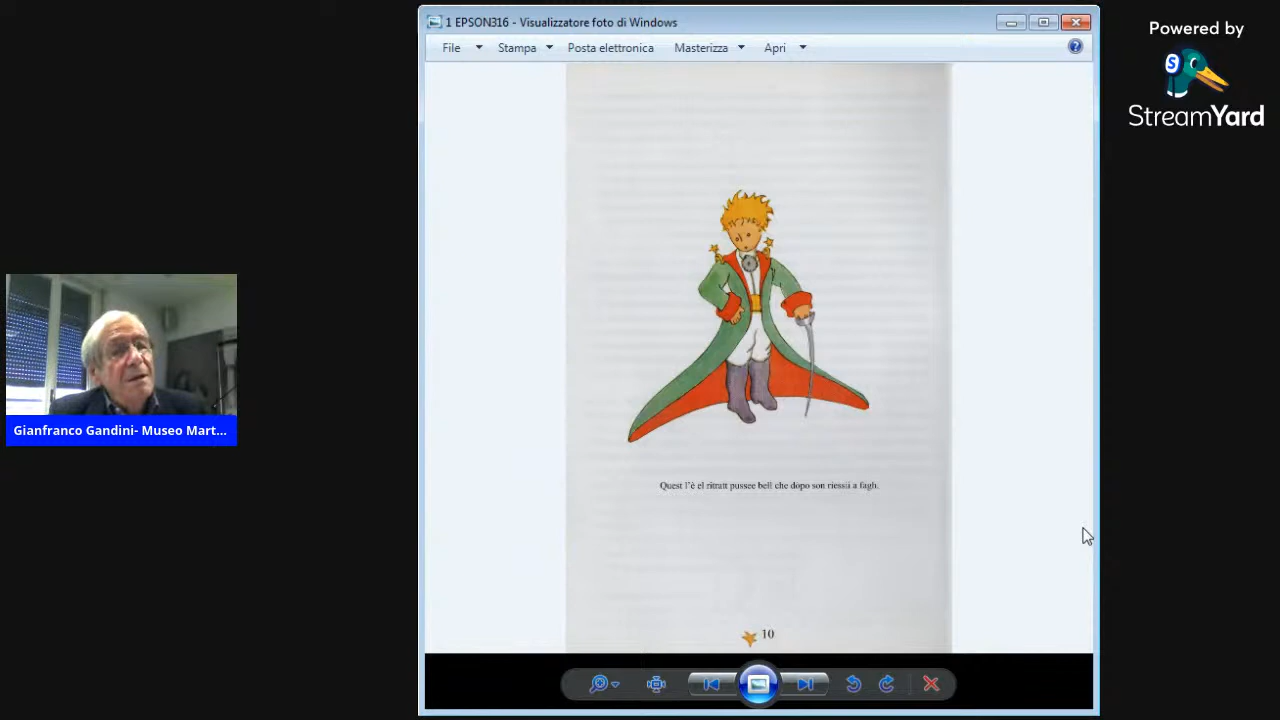 1 EPSON316 - Visualizzatore foto di Windows
File Stampa Posta elettronica Masterizza Apri
Powered by
S
StreamYard
Gianfranco Gandini- Museo Mart...
Quest l'è el ritratt pussee bell che dopo son riessii a fagh.
10